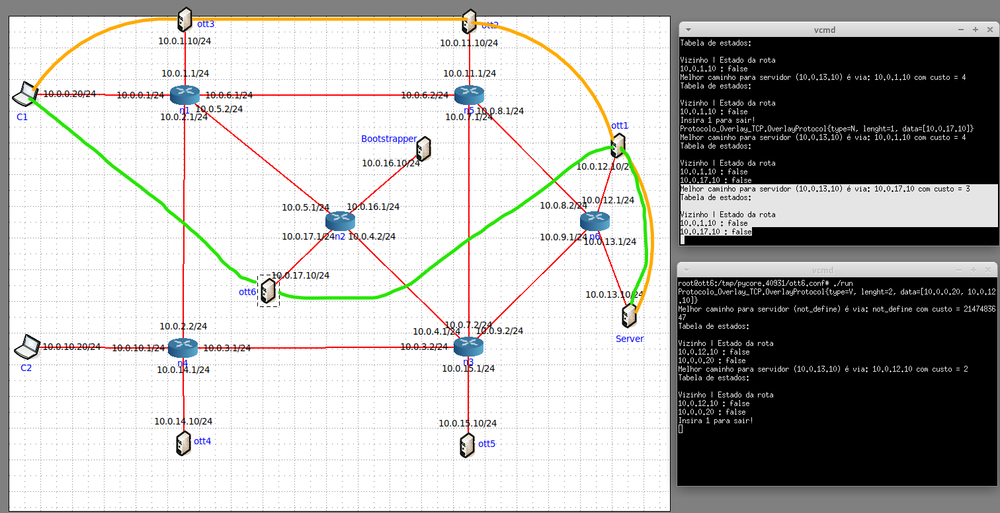 ott3
ott2
10.0.1.10/24
10.0.11.10/24
10.0.1.1/24
10.0.11.1/24
10.0.0.20/24
10.0.0.1/24
10.0.6.1/24
10.0.6.2/24
n1
10.0.5.2/24
n5
10.0.8.1/24
C1
10.0.2.1/24
10.0.7.1/24
ott1
Bootstrapper
10.0.16.10/24
10.0.12.10/24
10.0.12.1/24
10.0.5.1/24
10.0.16.1/24
10.0.8.2/24
10.0.17.1/24
n2
10.0.4.2/24
10.0.9.1/24
n6
10.0.13.1/24
10.0.17.10/24
ott6
10.0.13.10/24
10.0.2.2/24
10.0.7.2/24
10.0.4.1/24
10.0.9.2/24
Server
10.0.10.20/24
10.0.10.1/24
10.0.3.1/24
10.0.3.2/24
C2
n4
n3
10.0.14.1/24
10.0.15.1/24
10.0.14.10/24
10.0.15.10/24
ott4
ott5
vcmd
Tabela de estados:
Vizinho | Estado da rota
10.0.1.10 : false
Melhor caminho para servidor (10.0.13.10) é via: 10.0.1.10 com custo = 4
Tabela de estados:
Vizinho | Estado da rota
10.0.1.10 : false
Insira 1 para sair!
Protocolo_Overlay_TCP.OverlayProtocol{type=N, lenght=1, data=[10.0.17.10]}
Melhor caminho para servidor (10.0.13.10) é via: 10.0.1.10 com custo = 4
Tabela de estados:
Vizinho | Estado da rota
10.0.1.10 : false
10.0.17.10 : false
Melhor caminho para servidor (10.0.13.10) é via: 10.0.17.10 com custo = 3
Tabela de estados:
Vizinho | Estado da rota
10.0.1.10 : false
10.0.17.10 : false
vcmd
root@ott6:/tmp/pycore.40931/ott6.conf# ./run
Protocolo_Overlay_TCP.OverlayProtocol{type=V, lenght=2, data=[10.0.0.20, 10.0.12
.10]}
Melhor caminho para servidor (not_define) é via: not_define com custo = 21474836
47
Tabela de estados:
Vizinho | Estado da rota
10.0.12.10 : false
10.0.0.20 : false
Melhor caminho para servidor (10.0.13.10) é via: 10.0.12.10 com custo = 2
Tabela de estados:
Vizinho | Estado da rota
10.0.12.10 : false
10.0.0.20 : false
Insira 1 para sair!